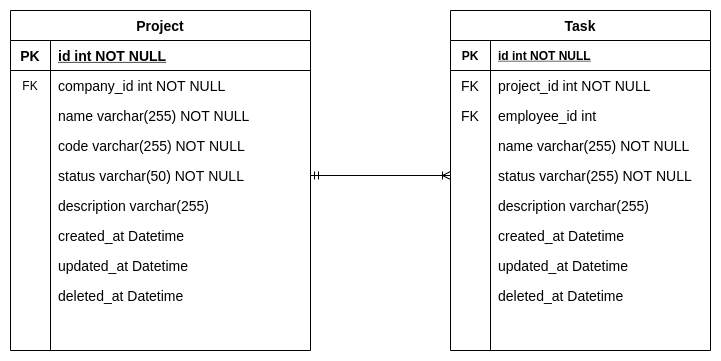 Project
PK id int NOT NULL
FK company_id int NOT NULL
name varchar(255) NOT NULL
code varchar(255) NOT NULL
status varchar(50) NOT NULL
description varchar(255)
created_at Datetime
updated_at Datetime
deleted_at Datetime
Task
PK id int NOT NULL
FK project_id int NOT NULL
FK employee_id int
name varchar(255) NOT NULL
status varchar(255) NOT NULL
description varchar(255)
created_at Datetime
updated_at Datetime
deleted_at Datetime